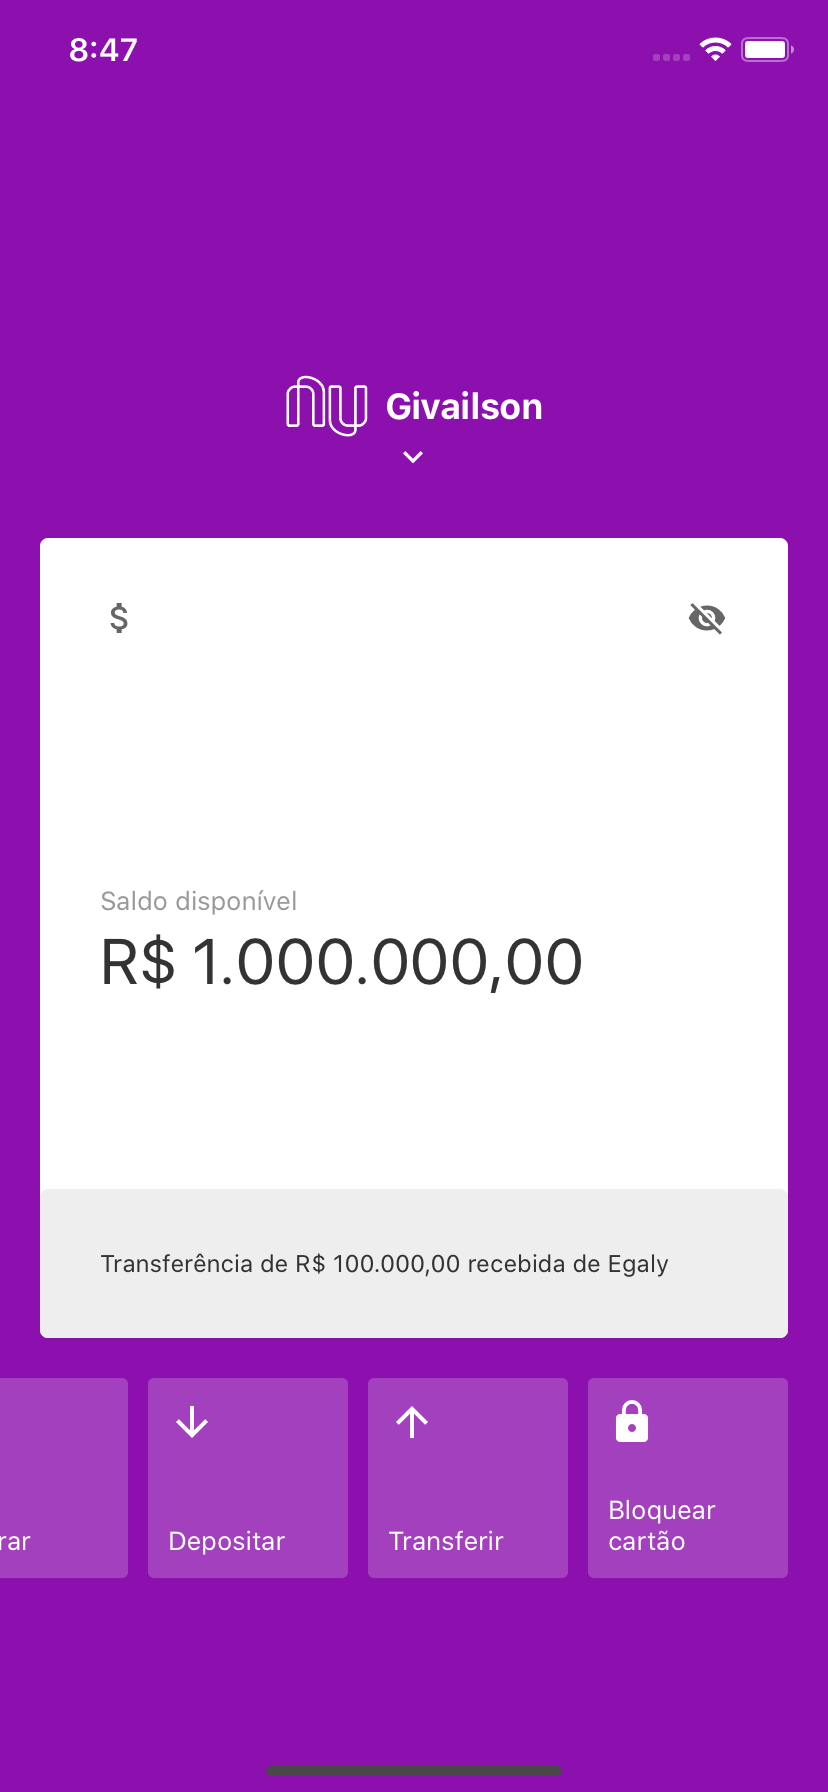 8:47
nu Givailson
$
Saldo disponível
R$ 1.000.000,00
Transferência de R$ 100.000,00 recebida de Egaly
rar
Depositar
Transferir
Bloquear
cartão